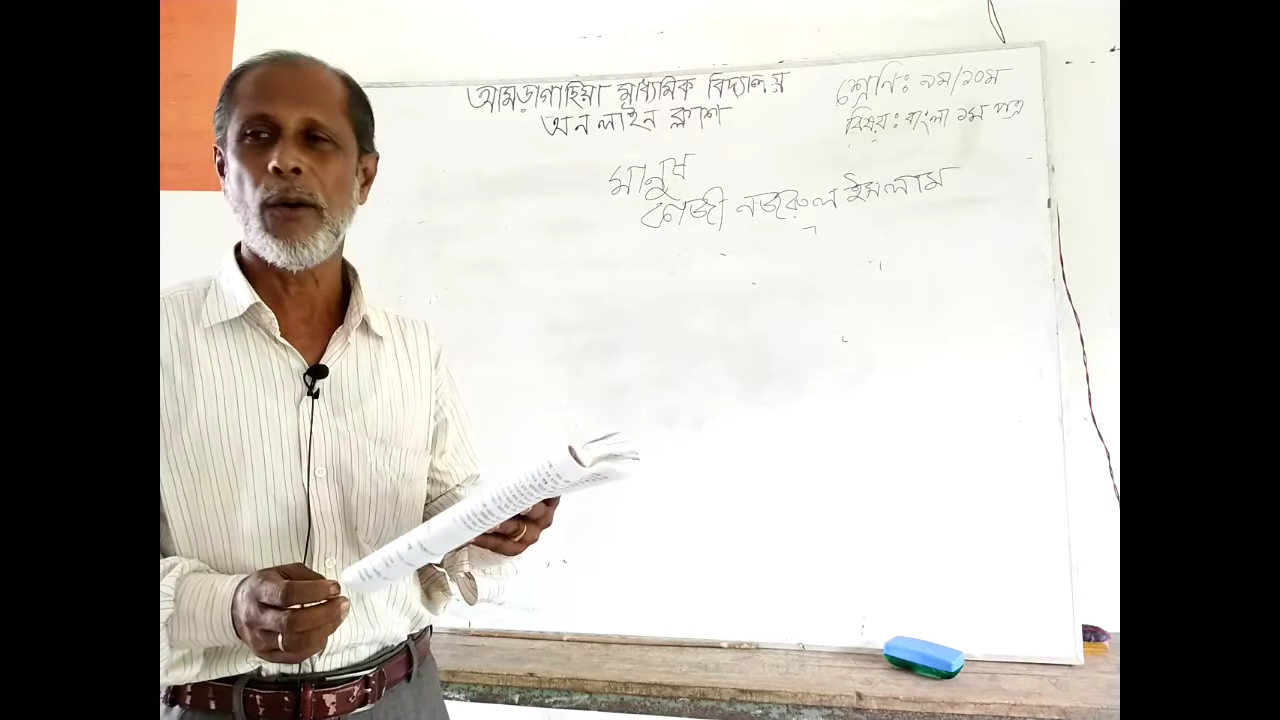 আমড়াগাছিয়া মাধ্যমিক বিদ্যালয়
অনলাইন ক্লাশ
শ্রেণি: ৯ম/১০ম
বিষয়: বাংলা ১ম পত্র
মানুষ
কাজী নজরুল ইসলাম